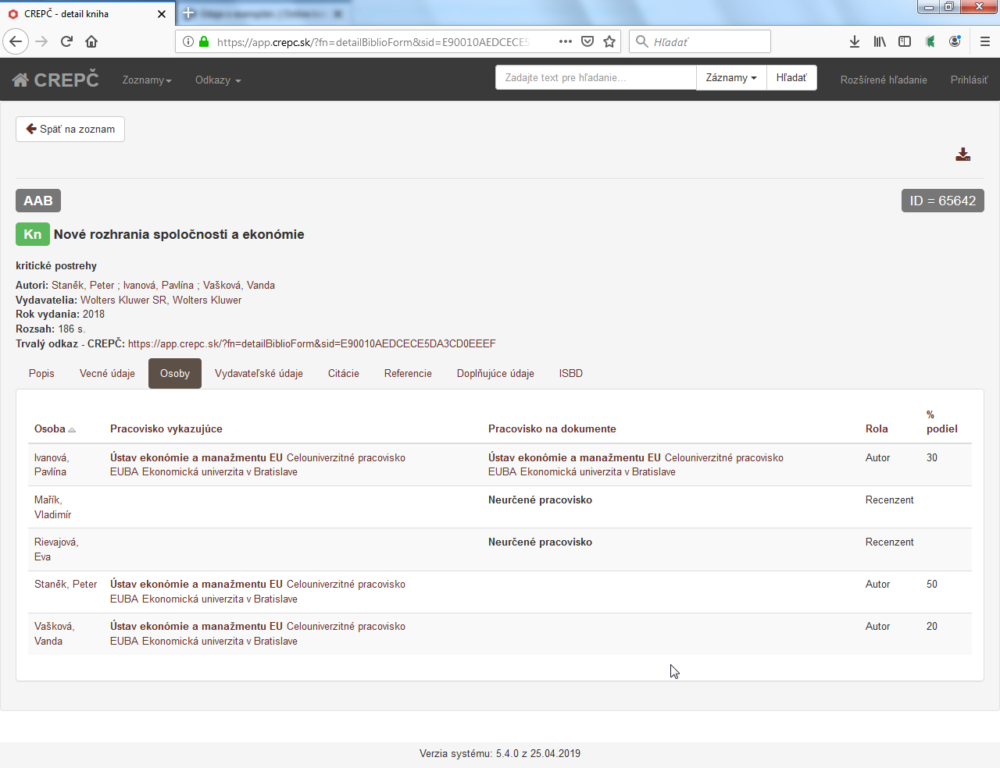 CREPČ - detail kniha
https://app.crepc.sk/?fn=detailBiblioForm&sid=E90010AEDCECE5
Hľadať
CREPČ
Zoznamy
Odkazy
Zadajte text pre hľadanie...
Záznamy
Hľadať
Rozšírené hľadanie
Prihlásiť
Späť na zoznam
AAB
ID = 65642
Kn Nové rozhrania spoločnosti a ekonómie
kritické postrehy
Autori: Staněk, Peter ; Ivanová, Pavlína ; Vašková, Vanda
Vydavatelia: Wolters Kluwer SR, Wolters Kluwer
Rok vydania: 2018
Rozsah: 186 s.
Trvalý odkaz - CREPČ: https://app.crepc.sk/?fn=detailBiblioForm&sid=E90010AEDCECE5DA3CD0EEEF
Popis
Vecné údaje
Osoby
Vydavateľské údaje
Citácie
Referencie
Doplňujúce údaje
ISBD
Osoba
Pracovisko vykazujúce
Pracovisko na dokumente
Rola
%
podiel
Ivanová,
Pavlína
Ústav ekonómie a manažmentu EU Celouniverzitné pracovisko
EUBA Ekonomická univerzita v Bratislave
Ústav ekonómie a manažmentu EU Celouniverzitné pracovisko
EUBA Ekonomická univerzita v Bratislave
Autor
30
Mařík,
Vladimír
Neurčené pracovisko
Recenzent
Rievajová,
Eva
Neurčené pracovisko
Recenzent
Staněk, Peter
Ústav ekonómie a manažmentu EU Celouniverzitné pracovisko
EUBA Ekonomická univerzita v Bratislave
Autor
50
Vašková,
Vanda
Ústav ekonómie a manažmentu EU Celouniverzitné pracovisko
EUBA Ekonomická univerzita v Bratislave
Autor
20
Verzia systému: 5.4.0 z 25.04.2019